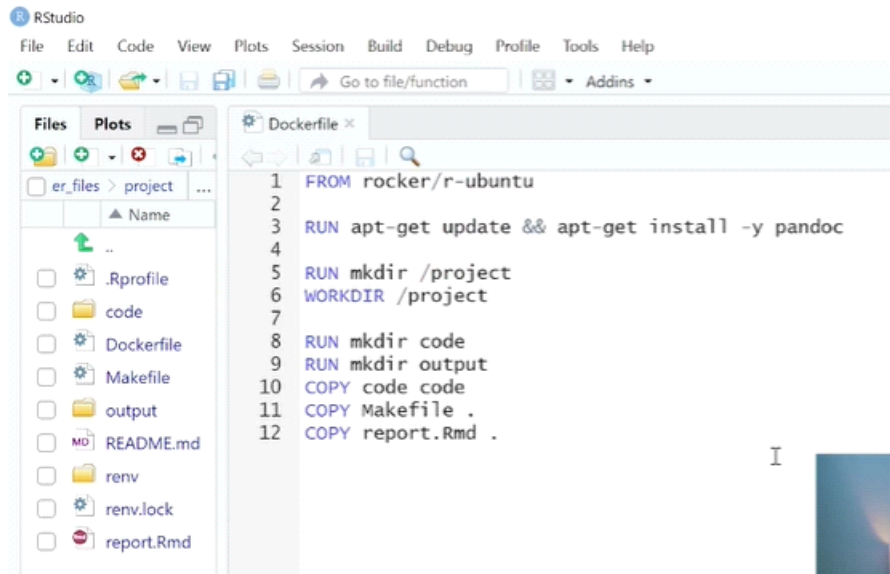 RStudio
File Edit Code View Plots Session Build Debug Profile Tools Help
Go to file/function Addins
Files Plots
Dockerfile
er_files > project ...
Name
..
.Rprofile
code
Dockerfile
Makefile
output
MD README.md
renv
renv.lock
report.Rmd
1 FROM rocker/r-ubuntu
2
3 RUN apt-get update && apt-get install -y pandoc
4
5 RUN mkdir /project
6 WORKDIR /project
7
8 RUN mkdir code
9 RUN mkdir output
10 COPY code code
11 COPY Makefile .
12 COPY report.Rmd .